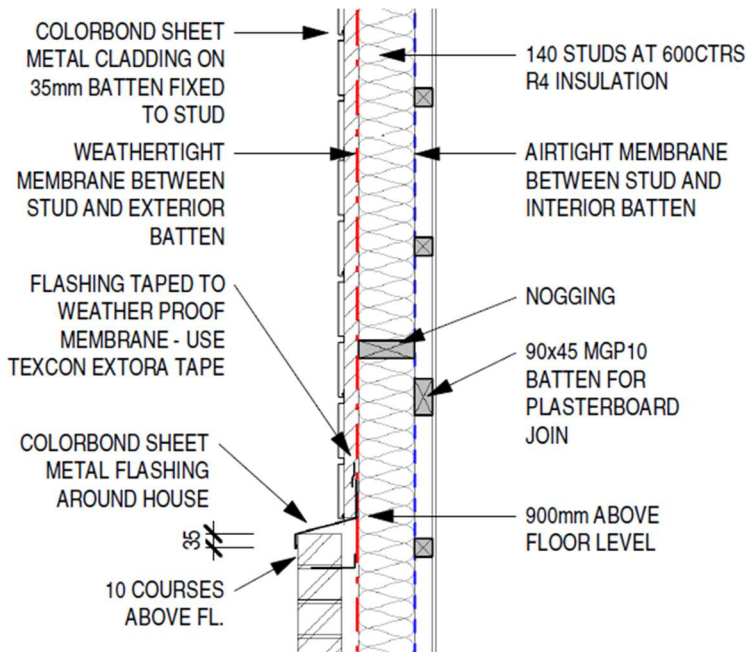 COLORBOND SHEET
METAL CLADDING ON
35mm BATTEN FIXED
TO STUD
WEATHERTIGHT
MEMBRANE BETWEEN
STUD AND EXTERIOR
BATTEN
FLASHING TAPED TO
WEATHER PROOF
MEMBRANE - USE
TEXCON EXTORA TAPE
COLORBOND SHEET
METAL FLASHING
AROUND HOUSE
35
10 COURSES
ABOVE FL.
140 STUDS AT 600CTRS
R4 INSULATION
AIRTIGHT MEMBRANE
BETWEEN STUD AND
INTERIOR BATTEN
NOGGING
90x45 MGP10
BATTEN FOR
PLASTERBOARD
JOIN
900mm ABOVE
FLOOR LEVEL